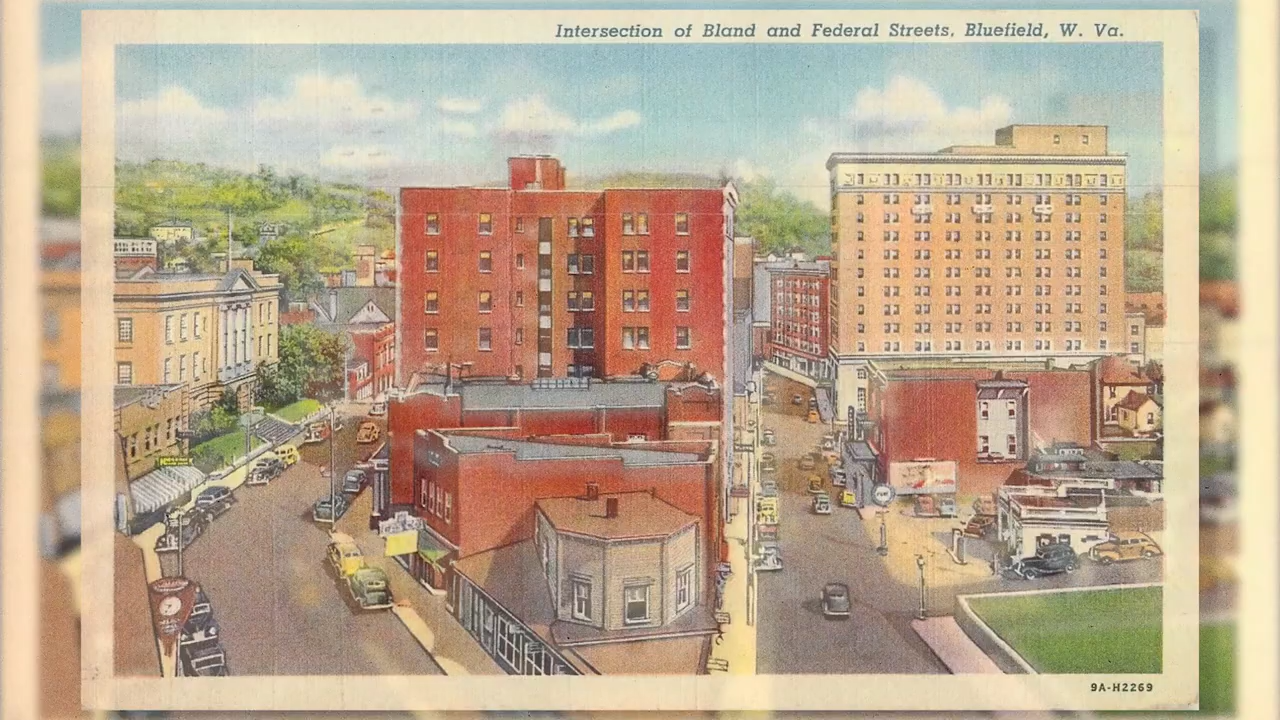 Intersection of Bland and Federal Streets, Bluefield, W. Va.
9A-H2269